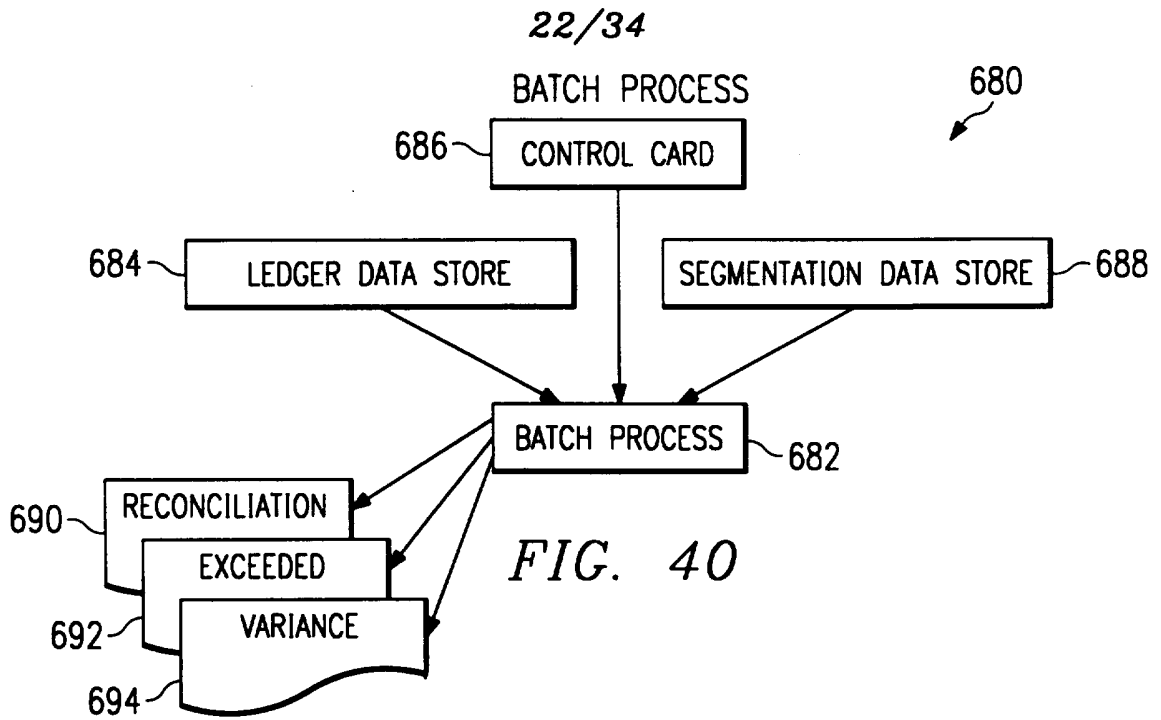 22/34
BATCH PROCESS
680
686
CONTROL CARD
684
LEDGER DATA STORE
SEGMENTATION DATA STORE
688
BATCH PROCESS
682
RECONCILIATION
690
EXCEEDED
FIG. 40
692
VARIANCE
694